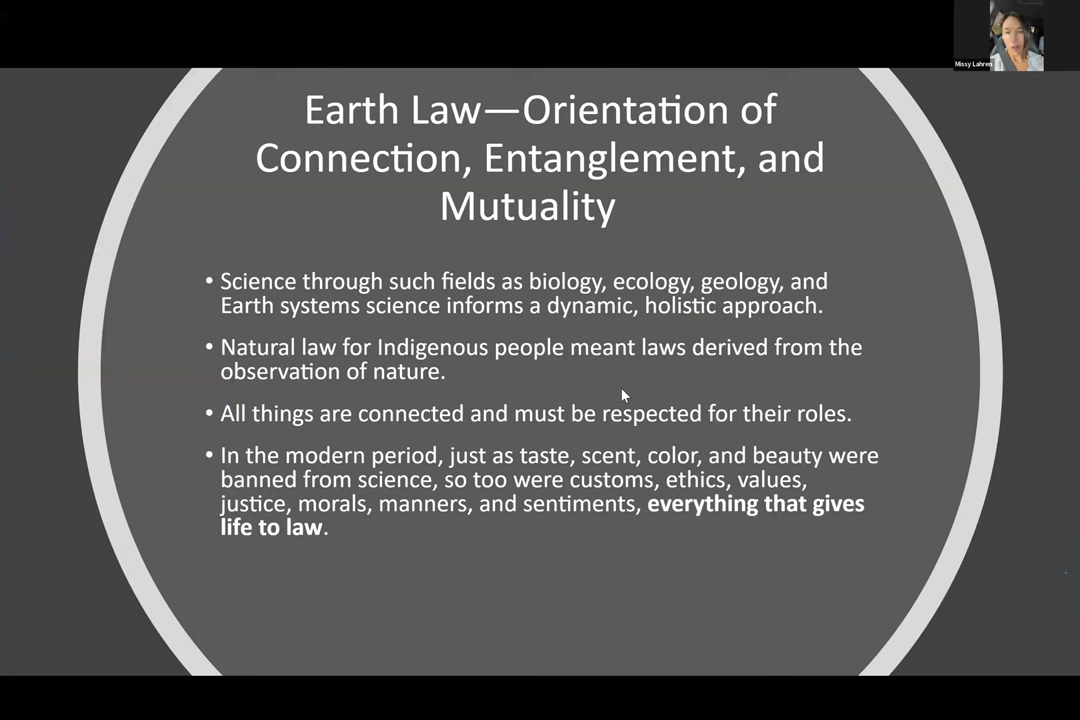 Missy Lahren
Earth Law—Orientation of
Connection, Entanglement, and
Mutuality
• Science through such fields as biology, ecology, geology, and
Earth systems science informs a dynamic, holistic approach.
• Natural law for Indigenous people meant laws derived from the
observation of nature.
• All things are connected and must be respected for their roles.
• In the modern period, just as taste, scent, color, and beauty were
banned from science, so too were customs, ethics, values,
justice, morals, manners, and sentiments, everything that gives
life to law.